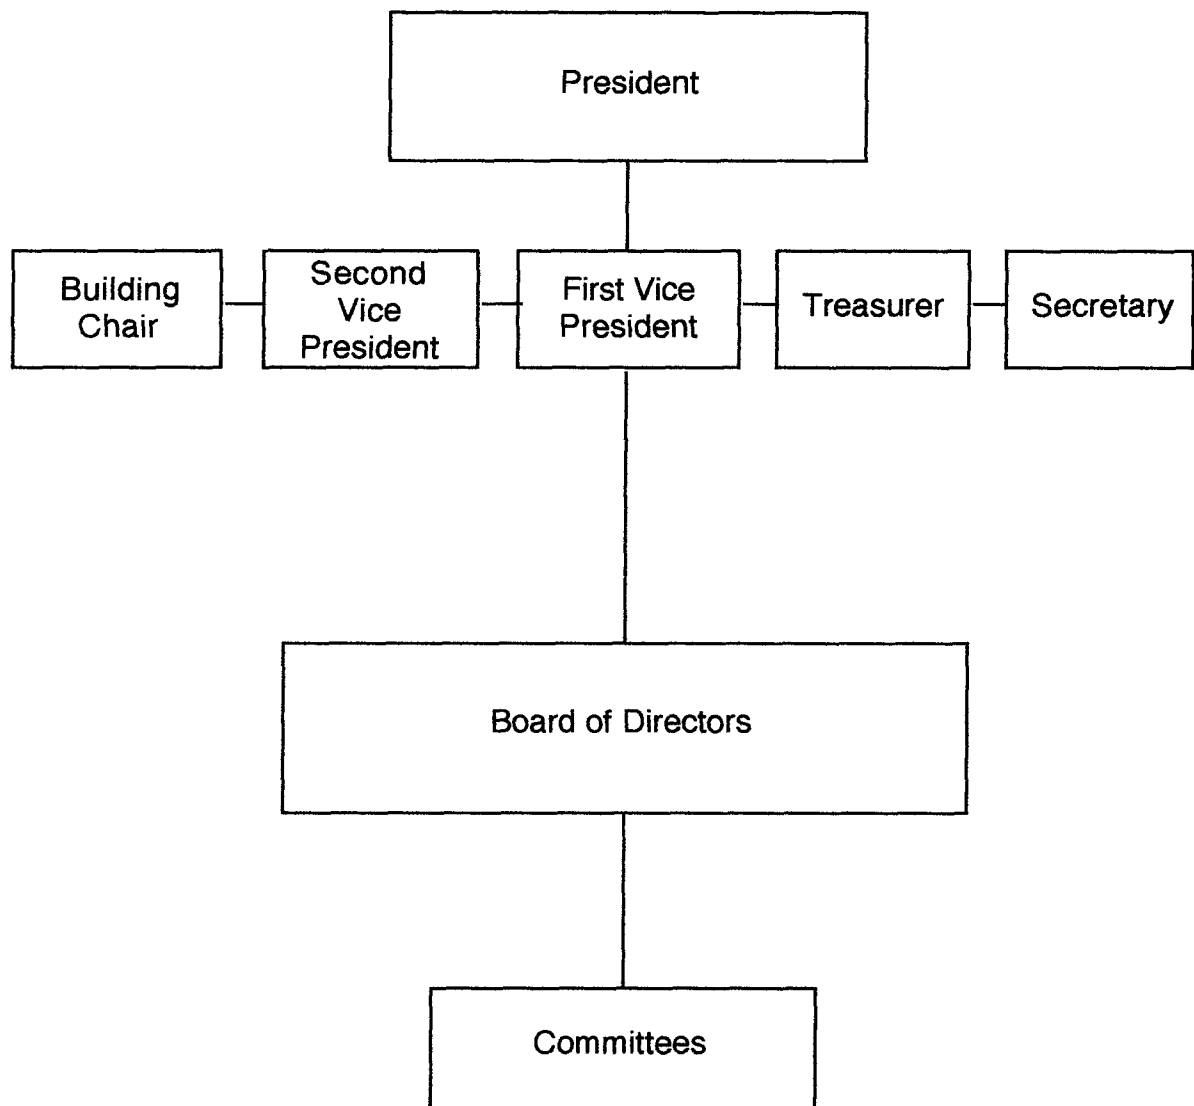 President
Building
Chair
Second
Vice
President
First Vice
President
Treasurer
Secretary
Board of Directors
Committees